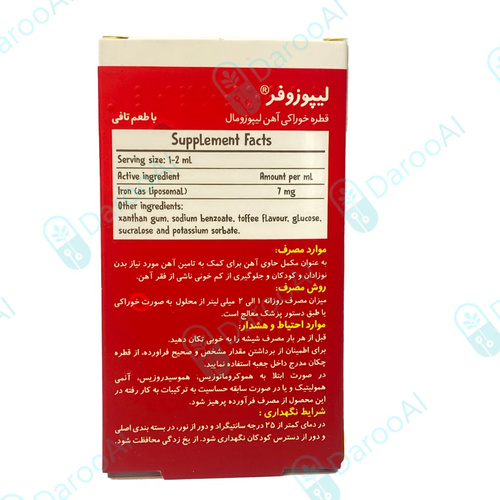 لیپوزوفر®
قطره خوراکی آهن لیپوزومال
با طعم تافی
Supplement Facts
Serving size: 1-2 mL
Active ingredient Amount per mL
Iron (as Liposomal) 7 mg
Other ingredients:
xanthan gum, sodium benzoate, toffee flavour, glucose,
sucralose and potassium sorbate.
موارد مصرف:
به عنوان مکمل حاوی آهن برای کمک به تامین آهن مورد نیاز بدن
نوزادان و کودکان و جلوگیری از کم خونی ناشی از فقر آهن.
روش مصرف:
میزان مصرف روزانه ۱ الی ۲ میلی لیتر از محلول به صورت خوراکی
یا طبق دستور پزشک معالج است.
موارد احتیاط و هشدار:
قبل از هر بار مصرف شیشه را به خوبی تکان دهید.
برای اطمینان از برداشتن مقدار مشخص و صحیح فراورده، از قطره
چکان مدرج داخل جعبه استفاده نمایید.
در صورت ابتلا به هموکروماتوزیس، هموسیدروزیس، آنمی
همولیتیک و یا در صورت سابقه حساسیت به ترکیبات به کار رفته در
این محصول از مصرف فرآورده پرهیز شود.
شرایط نگهداری:
در دمای کمتر از ۲۵ درجه سانتیگراد و دور از نور، در بسته بندی اصلی
و دور از دسترس کودکان نگهداری شود. از یخ زدگی محافظت شود.
DarooAI
DarooAI
DarooAI
DarooAI
DarooAI